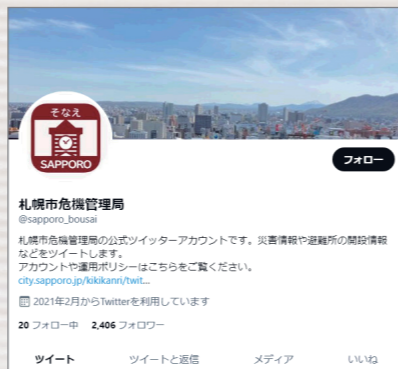 そなえ
SAPPORO
フォロー
札幌市危機管理局
@sapporo_bousai
札幌市危機管理局の公式ツイッターアカウントです。災害情報や避難所の開設情報
などをツイートします。
アカウントや運用ポリシーはこちらをご覧ください。
city.sapporo.jp/kikikanri/twit...
2021年2月からTwitterを利用しています
20 フォロー中 2,406 フォロワー
ツイート ツイートと返信 メディア いいね